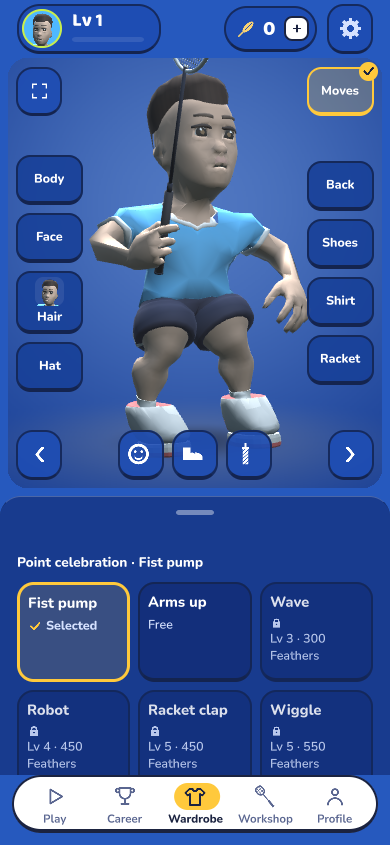 Lv 1
0
+
Moves
Body
Back
Face
Shoes
Hair
Shirt
Hat
Racket
Point celebration · Fist pump
Fist pump
Selected
Arms up
Free
Wave
Lv 3 · 300
Feathers
Robot
Lv 4 · 450
Feathers
Racket clap
Lv 5 · 450
Feathers
Wiggle
Lv 5 · 550
Feathers
Play
Career
Wardrobe
Workshop
Profile